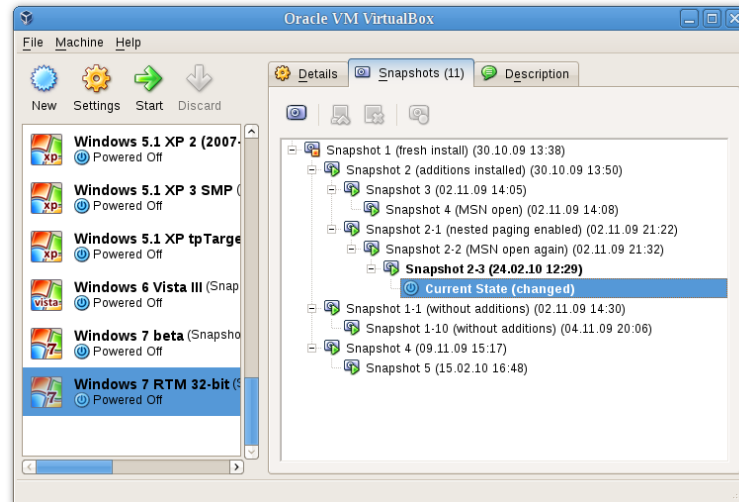 Oracle VM VirtualBox
File Machine Help
New Settings Start Discard
Details Snapshots (11) Description
Windows 5.1 XP 2 (2007-
Powered Off
Windows 5.1 XP 3 SMP (
Powered Off
Windows 5.1 XP tpTarge
Powered Off
Windows 6 Vista III (Snap
Powered Off
Windows 7 beta (Snapsho
Powered Off
Windows 7 RTM 32-bit (S
Powered Off
xp
xp
xp
vista
7
7
Snapshot 1 (fresh install) (30.10.09 13:38)
Snapshot 2 (additions installed) (30.10.09 13:50)
Snapshot 3 (02.11.09 14:05)
Snapshot 4 (MSN open) (02.11.09 14:08)
Snapshot 2-1 (nested paging enabled) (02.11.09 21:22)
Snapshot 2-2 (MSN open again) (02.11.09 21:32)
Snapshot 2-3 (24.02.10 12:29)
Current State (changed)
Snapshot 1-1 (without additions) (02.11.09 14:30)
Snapshot 1-10 (without additions) (04.11.09 20:06)
Snapshot 4 (09.11.09 15:17)
Snapshot 5 (15.02.10 16:48)